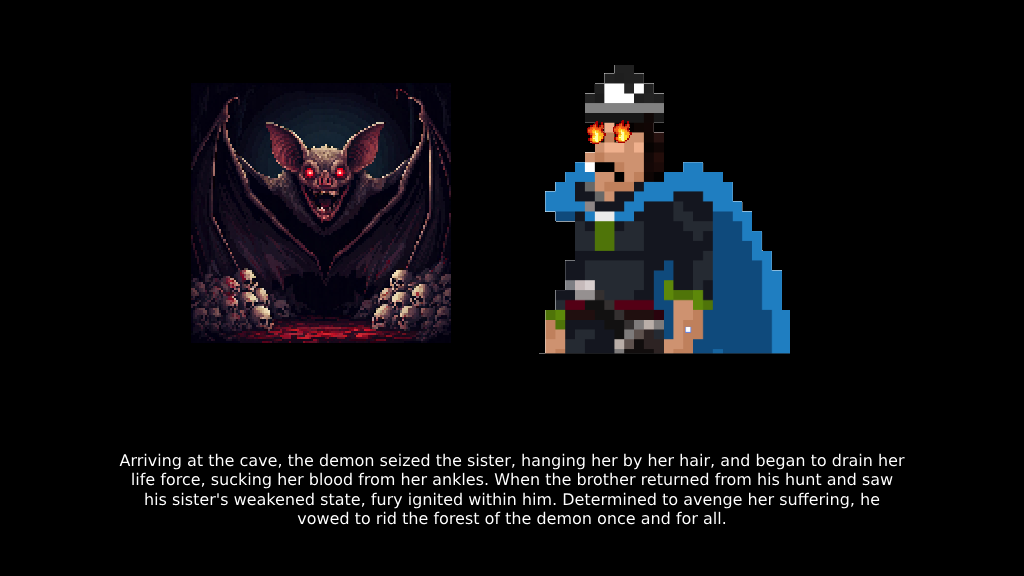 Arriving at the cave, the demon seized the sister, hanging her by her hair, and began to drain her
life force, sucking her blood from her ankles. When the brother returned from his hunt and saw
his sister's weakened state, fury ignited within him. Determined to avenge her suffering, he
vowed to rid the forest of the demon once and for all.